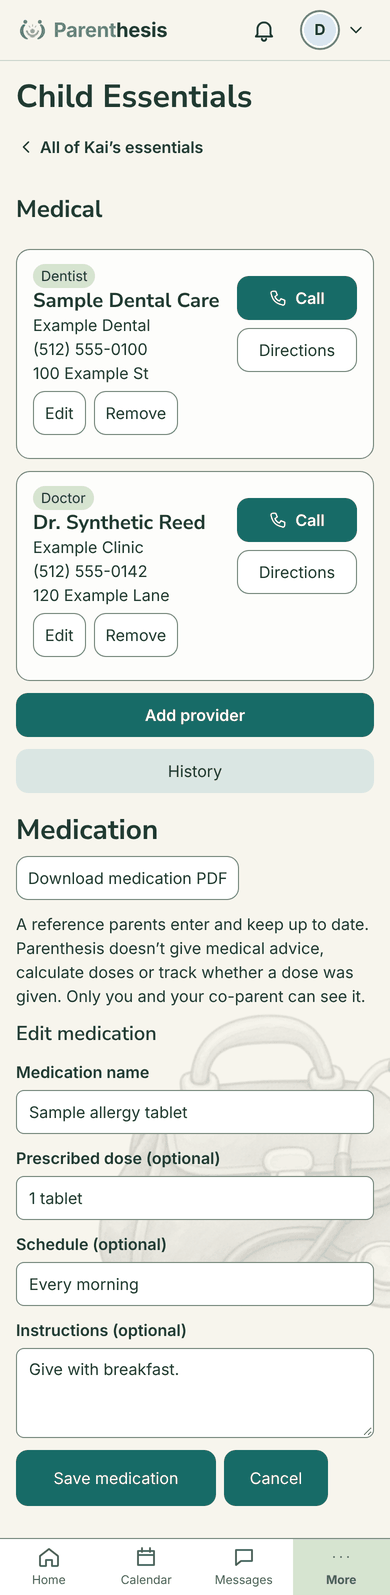 Parenthesis
D
Child Essentials
All of Kai’s essentials
Medical
Dentist
Sample Dental Care
Example Dental
(512) 555-0100
100 Example St
Call
Directions
Edit
Remove
Doctor
Dr. Synthetic Reed
Example Clinic
(512) 555-0142
120 Example Lane
Call
Directions
Edit
Remove
Add provider
History
Medication
Download medication PDF
A reference parents enter and keep up to date.
Parenthesis doesn’t give medical advice,
calculate doses or track whether a dose was
given. Only you and your co-parent can see it.
Edit medication
Medication name
Sample allergy tablet
Prescribed dose (optional)
1 tablet
Schedule (optional)
Every morning
Instructions (optional)
Give with breakfast.
Save medication
Cancel
Home
Calendar
Messages
More